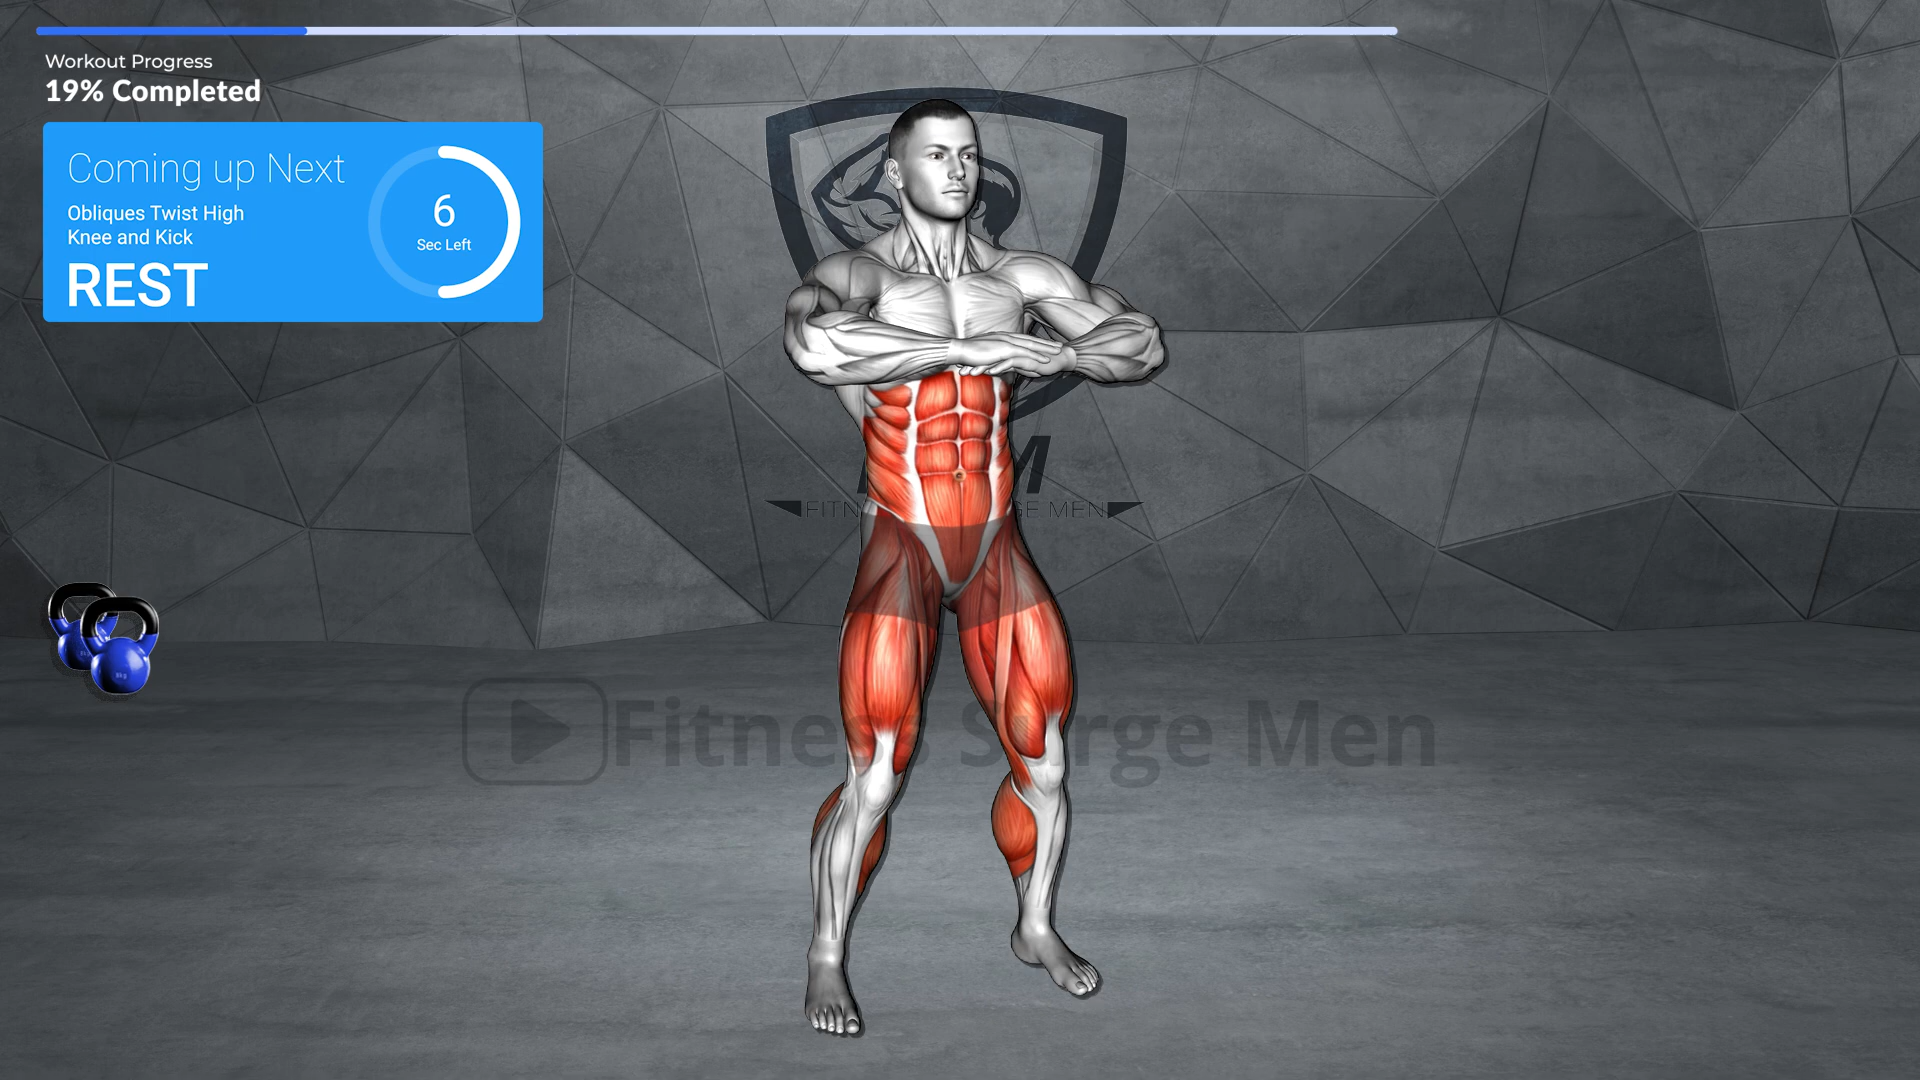 Workout Progress
19% Completed
Coming up Next
Obliques Twist High
Knee and Kick
REST
6
Sec Left
Fitness Surge Men